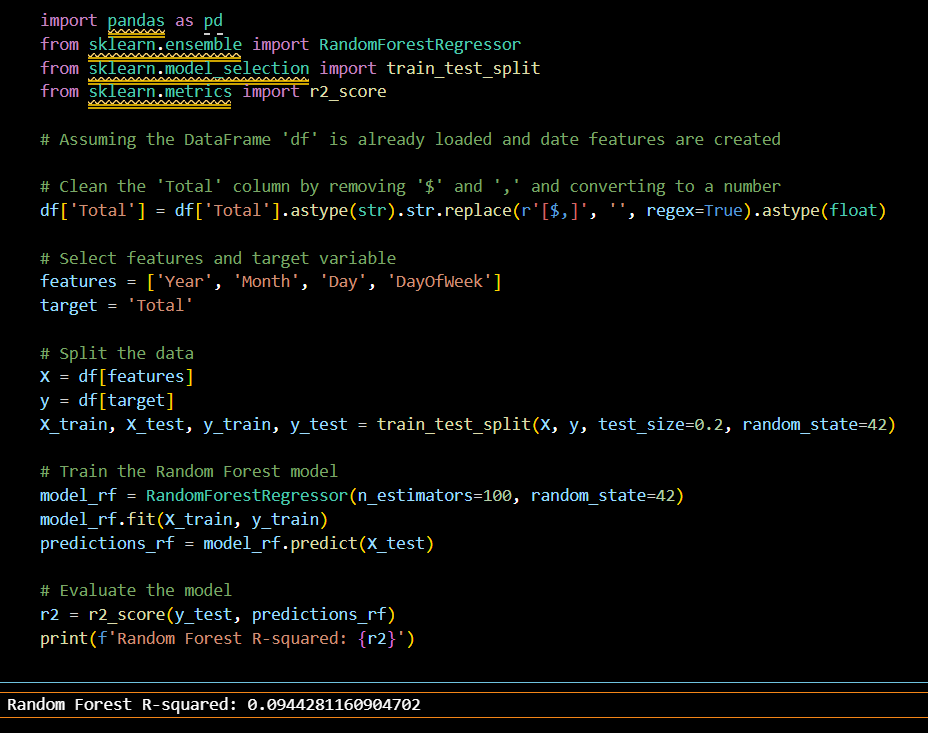 import pandas as pd
from sklearn.ensemble import RandomForestRegressor
from sklearn.model_selection import train_test_split
from sklearn.metrics import r2_score
# Assuming the DataFrame 'df' is already loaded and date features are created
# Clean the 'Total' column by removing '$' and ',' and converting to a number
df['Total'] = df['Total'].astype(str).str.replace(r'[$,]', '', regex=True).astype(float)
# Select features and target variable
features = ['Year', 'Month', 'Day', 'DayOfWeek']
target = 'Total'
# Split the data
X = df[features]
y = df[target]
X_train, X_test, y_train, y_test = train_test_split(X, y, test_size=0.2, random_state=42)
# Train the Random Forest model
model_rf = RandomForestRegressor(n_estimators=100, random_state=42)
model_rf.fit(X_train, y_train)
predictions_rf = model_rf.predict(X_test)
# Evaluate the model
r2 = r2_score(y_test, predictions_rf)
print(f'Random Forest R-squared: {r2}')
Random Forest R-squared: 0.0944281160904702